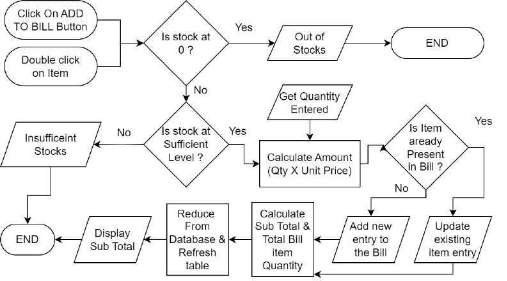 Click On ADD
TO BILL Button
Double click
on Item
Is stock at
0 ?
Yes
Out of
Stocks
END
No
Is stock at
Sufficient
Level ?
No
Insufficeint
Stocks
Yes
Get Quantity
Entered
Calculate Amount
(Qty X Unit Price)
Is Item
aready
Present
in Bill ?
Yes
No
Update
existing
item entry
Add new
entry to
the Bill
Calculate
Sub Total &
Total Bill
Item
Quantity
Reduce
From
Database &
Refresh
table
Display
Sub Total
END